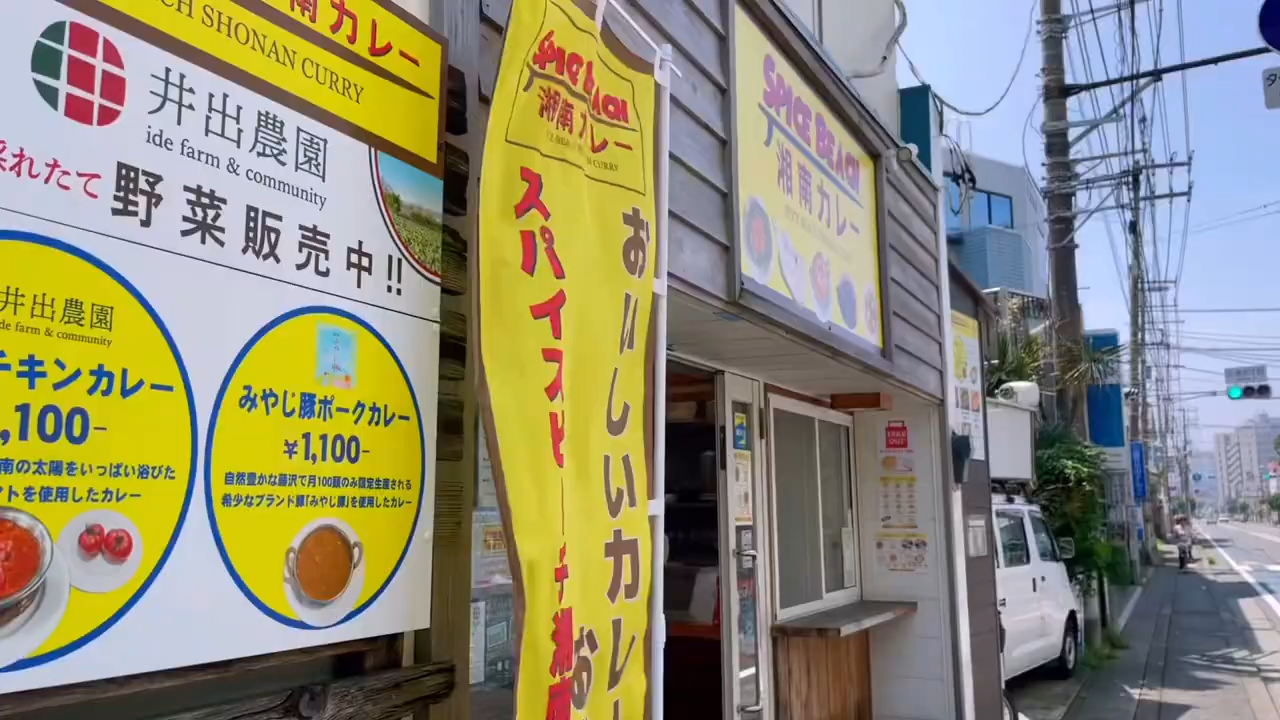 南カレー
CH SHONAN CURRY
井出農園
ide farm & community
採れたて
野菜販売中!!
井出農園
ide farm & community
チキンカレー
,100-
南の太陽をいっぱい浴びた
トを使用したカレー
みやじ豚ポークカレー
¥1,100-
自然豊かな藤沢で月100頭のみ限定生産される
希少なブランド豚「みやじ豚」を使用したカレー
SPICE BEACH
湘南カレー
スパイスビーチ湘南
おいしいカレー
SPICE BEACH
湘南カレー
TAKE OUT